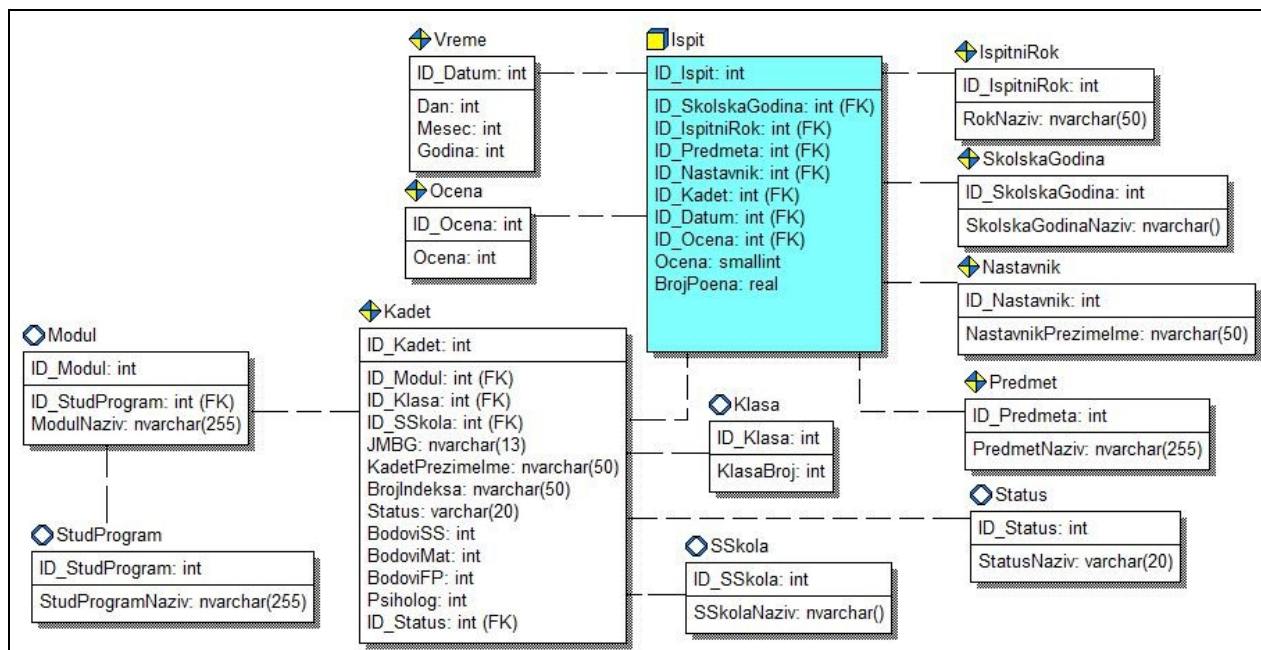 Vreme
ID_Datum: int
Dan: int
Mesec: int
Godina: int
Ocena
ID_Ocena: int
Ocena: int
Ispit
ID_Ispit: int
ID_SkolskaGodina: int (FK)
ID_IspitniRok: int (FK)
ID_Predmeta: int (FK)
ID_Nastavnik: int (FK)
ID_Kadet: int (FK)
ID_Datum: int (FK)
ID_Ocena: int (FK)
Ocena: smallint
BrojPoena: real
IspitniRok
ID_IspitniRok: int
RokNaziv: nvarchar(50)
SkolskaGodina
ID_SkolskaGodina: int
SkolskaGodinaNaziv: nvarchar()
Nastavnik
ID_Nastavnik: int
NastavnikPrezimeIme: nvarchar(50)
Predmet
ID_Predmeta: int
PredmetNaziv: nvarchar(255)
Modul
ID_Modul: int
ID_StudProgram: int (FK)
ModulNaziv: nvarchar(255)
StudProgram
ID_StudProgram: int
StudProgramNaziv: nvarchar(255)
Kadet
ID_Kadet: int
ID_Modul: int (FK)
ID_Klasa: int (FK)
ID_SSkola: int (FK)
JMBG: nvarchar(13)
KadetPrezimeIme: nvarchar(50)
BrojIndeksa: nvarchar(50)
Status: varchar(20)
BodoviSS: int
BodoviMat: int
BodoviFP: int
Psiholog: int
ID_Status: int (FK)
Klasa
ID_Klasa: int
KlasaBroj: int
Status
ID_Status: int
StatusNaziv: varchar(20)
SSkola
ID_SSkola: int
SSkolaNaziv: nvarchar()